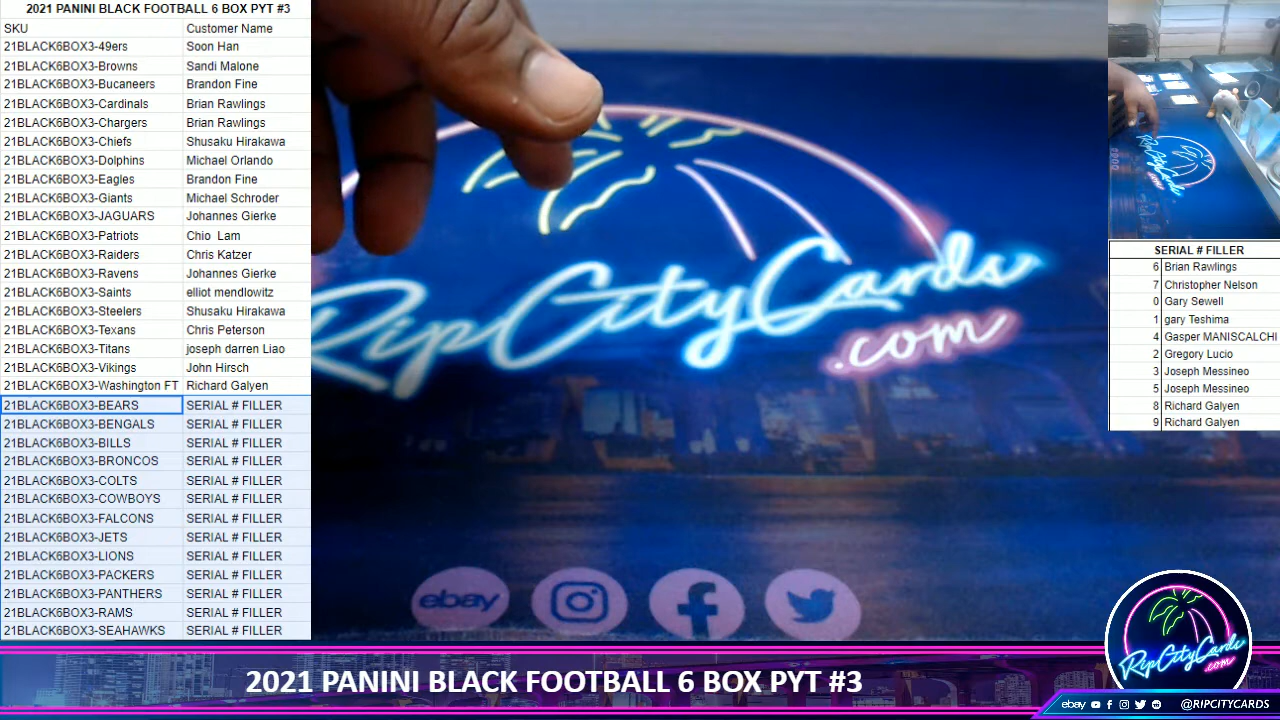 2021 PANINI BLACK FOOTBALL 6 BOX PYT #3
SKU Customer Name
21BLACK6BOX3-49ers Soon Han
21BLACK6BOX3-Browns Sandi Malone
21BLACK6BOX3-Bucaneers Brandon Fine
21BLACK6BOX3-Cardinals Brian Rawlings
21BLACK6BOX3-Chargers Brian Rawlings
21BLACK6BOX3-Chiefs Shusaku Hirakawa
21BLACK6BOX3-Dolphins Michael Orlando
21BLACK6BOX3-Eagles Brandon Fine
21BLACK6BOX3-Giants Michael Schroder
21BLACK6BOX3-JAGUARS Johannes Gierke
21BLACK6BOX3-Patriots Chio Lam
21BLACK6BOX3-Raiders Chris Katzer
21BLACK6BOX3-Ravens Johannes Gierke
21BLACK6BOX3-Saints elliot mendlowitz
21BLACK6BOX3-Steelers Shusaku Hirakawa
21BLACK6BOX3-Texans Chris Peterson
21BLACK6BOX3-Titans joseph darren Liao
21BLACK6BOX3-Vikings John Hirsch
21BLACK6BOX3-Washington FT Richard Galyen
21BLACK6BOX3-BEARS SERIAL # FILLER
21BLACK6BOX3-BENGALS SERIAL # FILLER
21BLACK6BOX3-BILLS SERIAL # FILLER
21BLACK6BOX3-BRONCOS SERIAL # FILLER
21BLACK6BOX3-COLTS SERIAL # FILLER
21BLACK6BOX3-COWBOYS SERIAL # FILLER
21BLACK6BOX3-FALCONS SERIAL # FILLER
21BLACK6BOX3-JETS SERIAL # FILLER
21BLACK6BOX3-LIONS SERIAL # FILLER
21BLACK6BOX3-PACKERS SERIAL # FILLER
21BLACK6BOX3-PANTHERS SERIAL # FILLER
21BLACK6BOX3-RAMS SERIAL # FILLER
21BLACK6BOX3-SEAHAWKS SERIAL # FILLER
RipCityCards
.com
ebay
RipCityCards
.com
SERIAL # FILLER
6 Brian Rawlings
7 Christopher Nelson
0 Gary Sewell
1 gary Teshima
4 Gasper MANISCALCHI
2 Gregory Lucio
3 Joseph Messineo
5 Joseph Messineo
8 Richard Galyen
9 Richard Galyen
2021 PANINI BLACK FOOTBALL 6 BOX PYT #3
RipCityCards
.com
ebay @RIPCITYCARDS